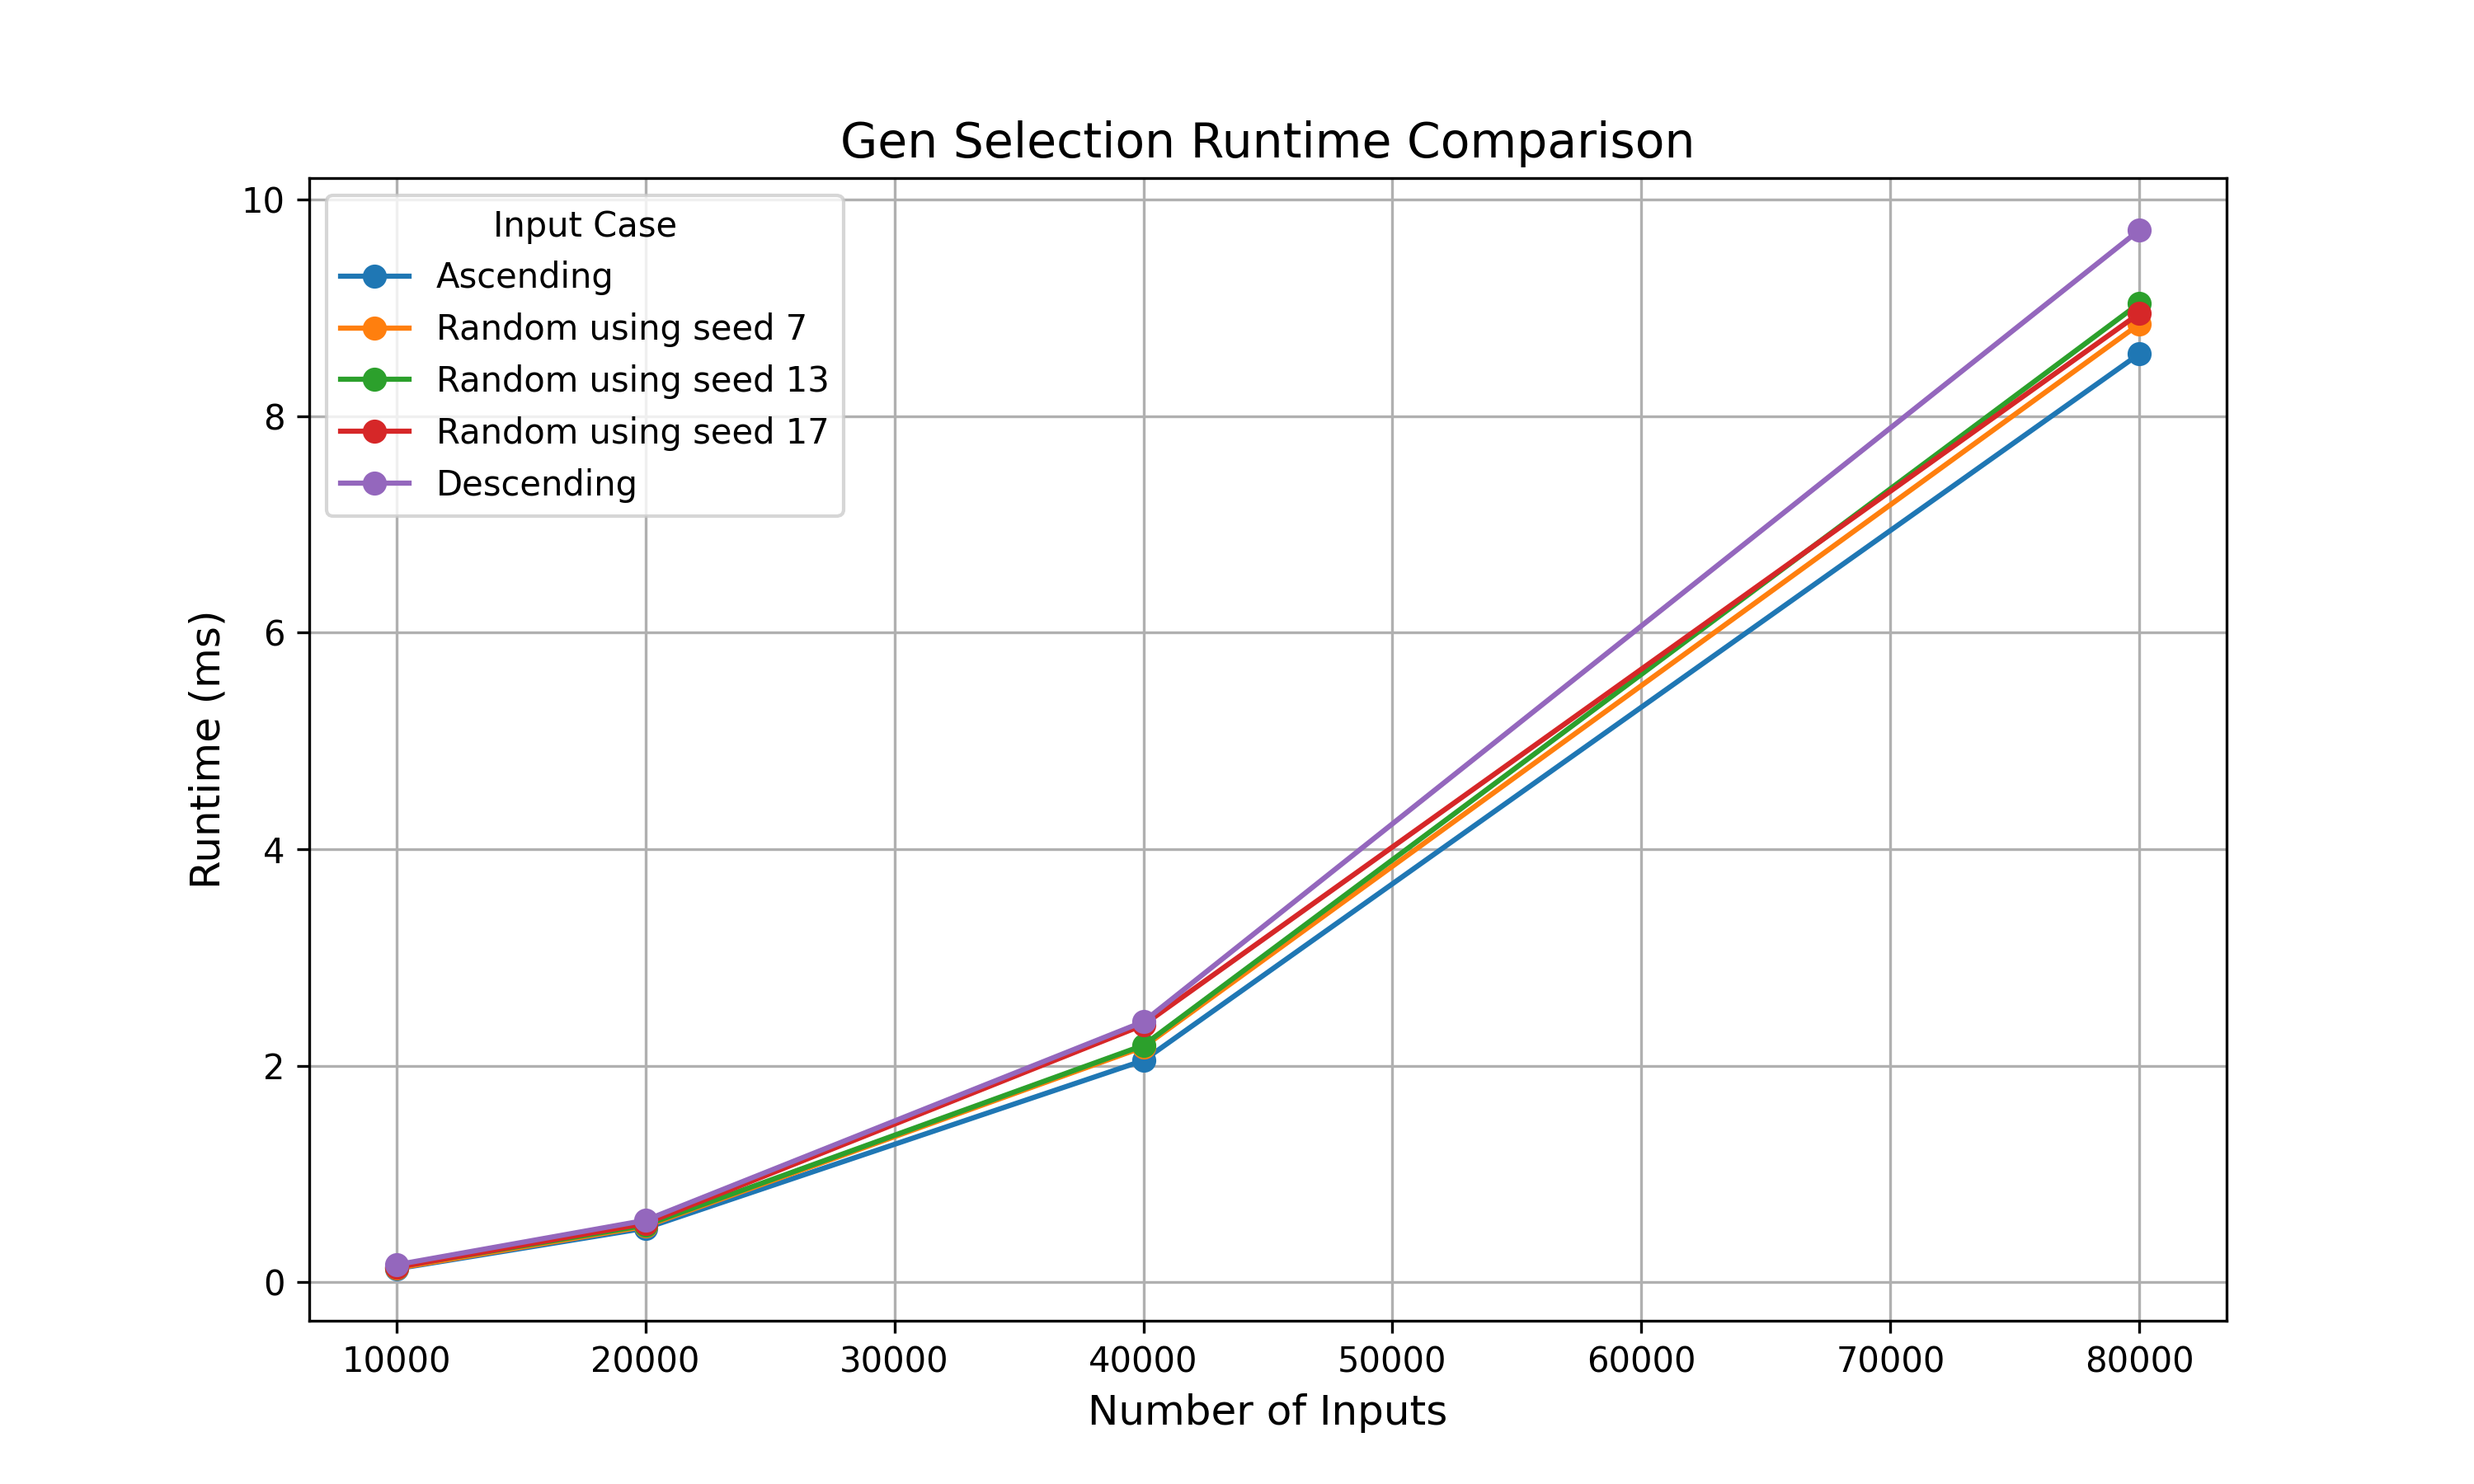 Gen Selection Runtime Comparison
Input Case
Ascending
Random using seed 7
Random using seed 13
Random using seed 17
Descending
Runtime (ms)
10
8
6
4
2
0
10000 20000 30000 40000 50000 60000 70000 80000
Number of Inputs